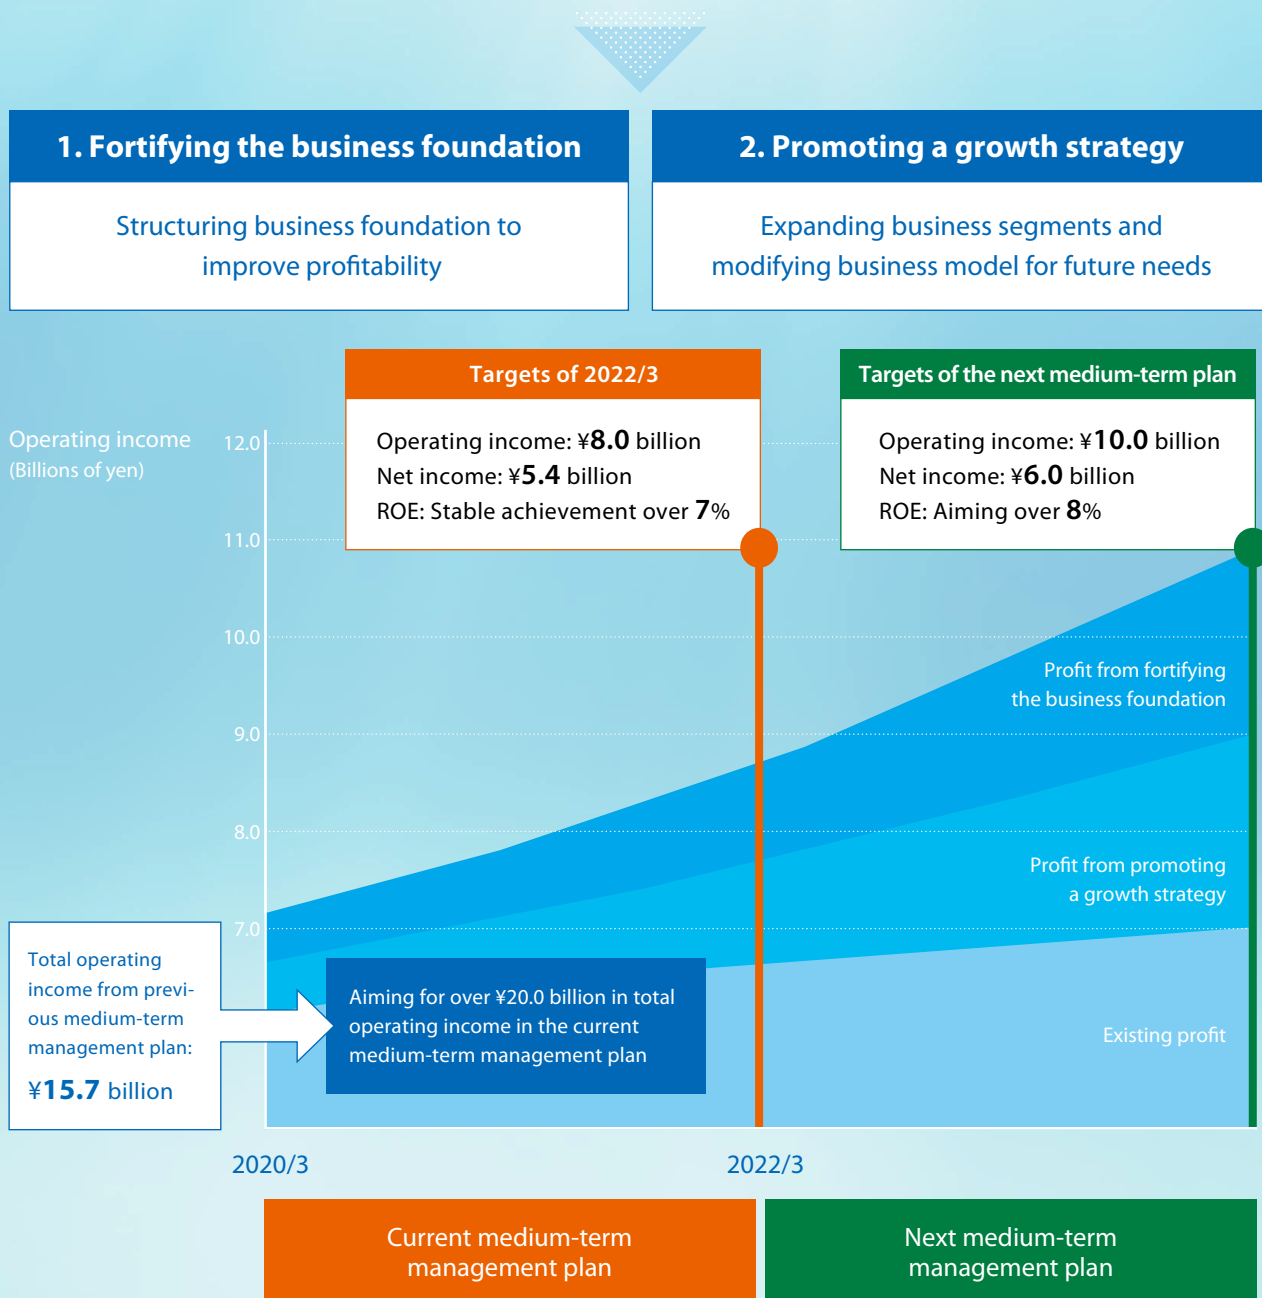 1. Fortifying the business foundation
Structuring business foundation to
improve profitability
2. Promoting a growth strategy
Expanding business segments and
modifying business model for future needs
Operating income
(Billions of yen)
Targets of 2022/3
Operating income: ¥8.0 billion
Net income: ¥5.4 billion
ROE: Stable achievement over 7%
Targets of the next medium-term plan
Operating income: ¥10.0 billion
Net income: ¥6.0 billion
ROE: Aiming over 8%
12.0
11.0
10.0
9.0
8.0
7.0
Profit from fortifying
the business foundation
Profit from promoting
a growth strategy
Existing profit
Total operating
income from previ-
ous medium-term
management plan:
¥15.7 billion
Aiming for over ¥20.0 billion in total
operating income in the current
medium-term management plan
2020/3
2022/3
Current medium-term
management plan
Next medium-term
management plan